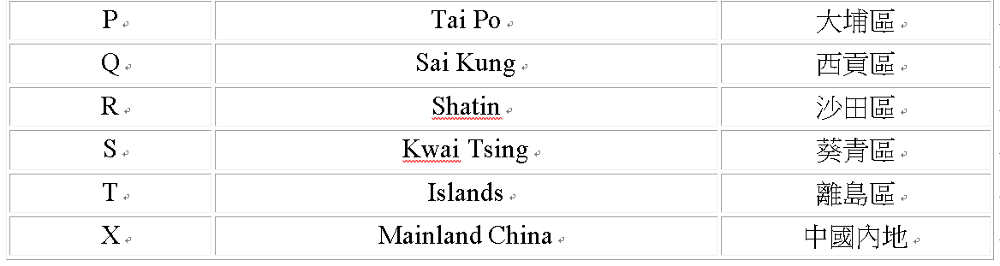 P Tai Po 大埔區
Q Sai Kung 西貢區
R Shatin 沙田區
S Kwai Tsing 葵青區
T Islands 離島區
X Mainland China 中國內地